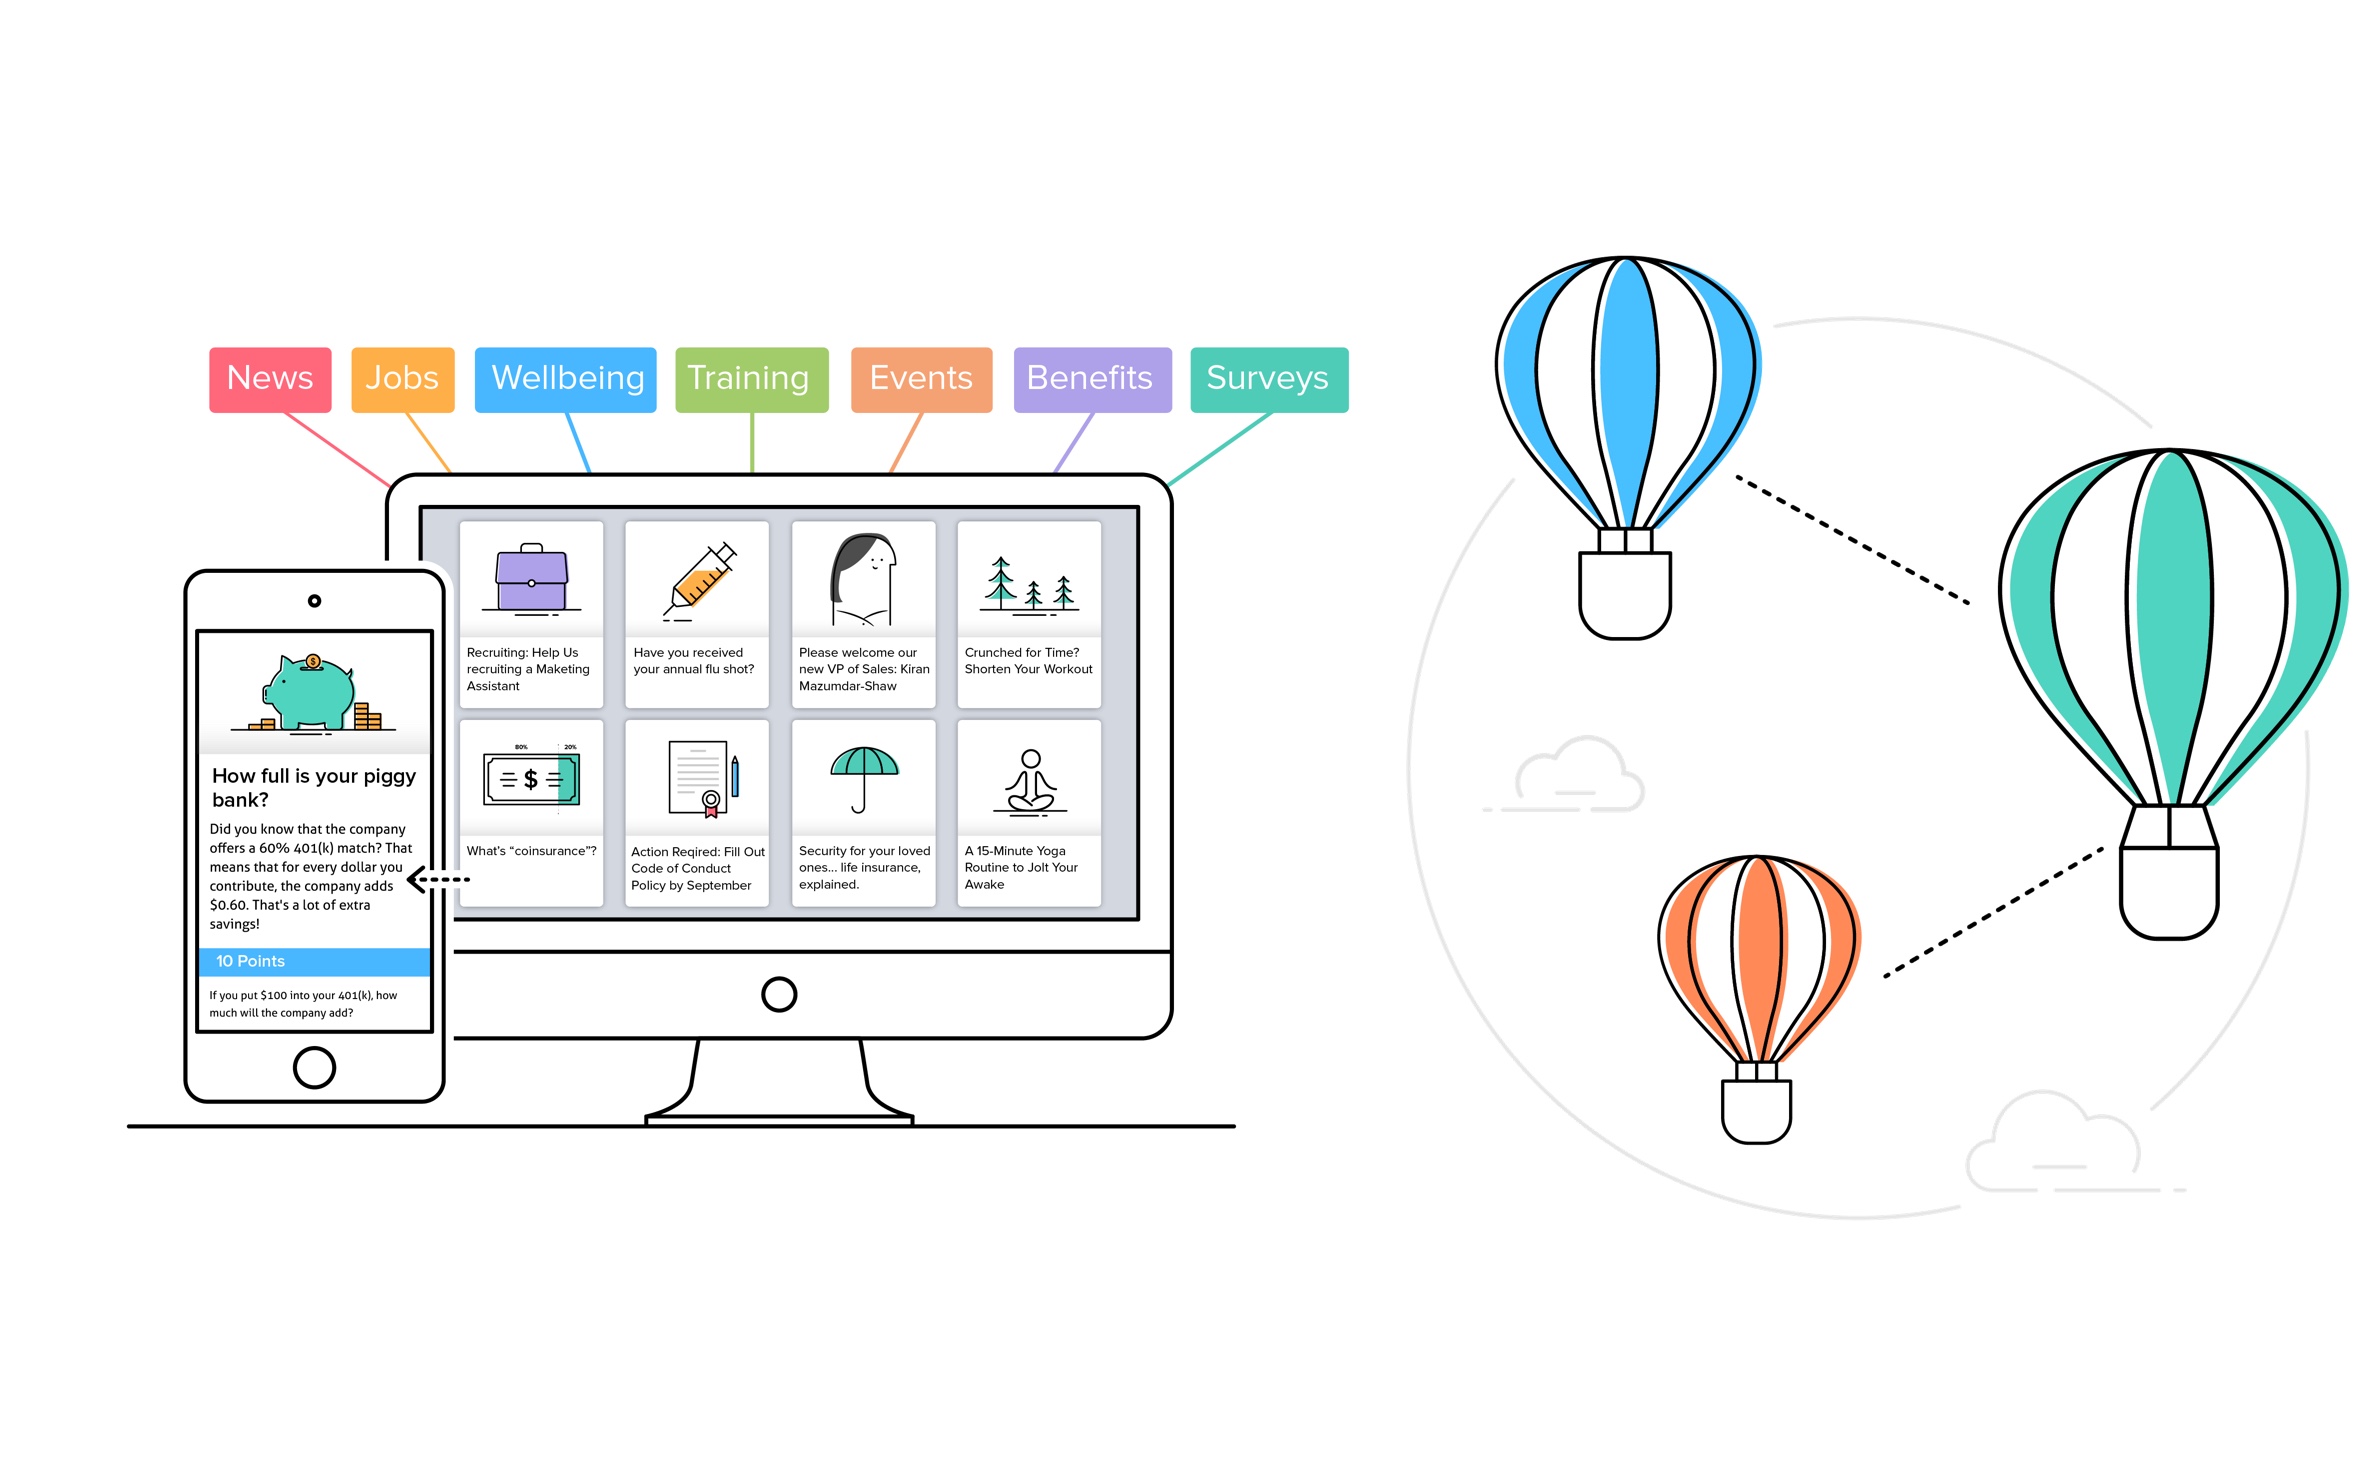 News
Jobs
Wellbeing
Training
Events
Benefits
Surveys
Recruiting: Help Us
recruiting a Maketing
Assistant
Have you received
your annual flu shot?
Please welcome our
new VP of Sales: Kiran
Mazumdar-Shaw
Crunched for Time?
Shorten Your Workout
80%
20%
$
What's “coinsurance”?
Action Reqired: Fill Out
Code of Conduct
Policy by September
Security for your loved
ones... life insurance,
explained.
A 15-Minute Yoga
Routine to Jolt Your
Awake
$
How full is your piggy
bank?
Did you know that the company
offers a 60% 401(k) match? That
means that for every dollar you
contribute, the company adds
$0.60. That's a lot of extra
savings!
10 Points
If you put $100 into your 401(k), how
much will the company add?